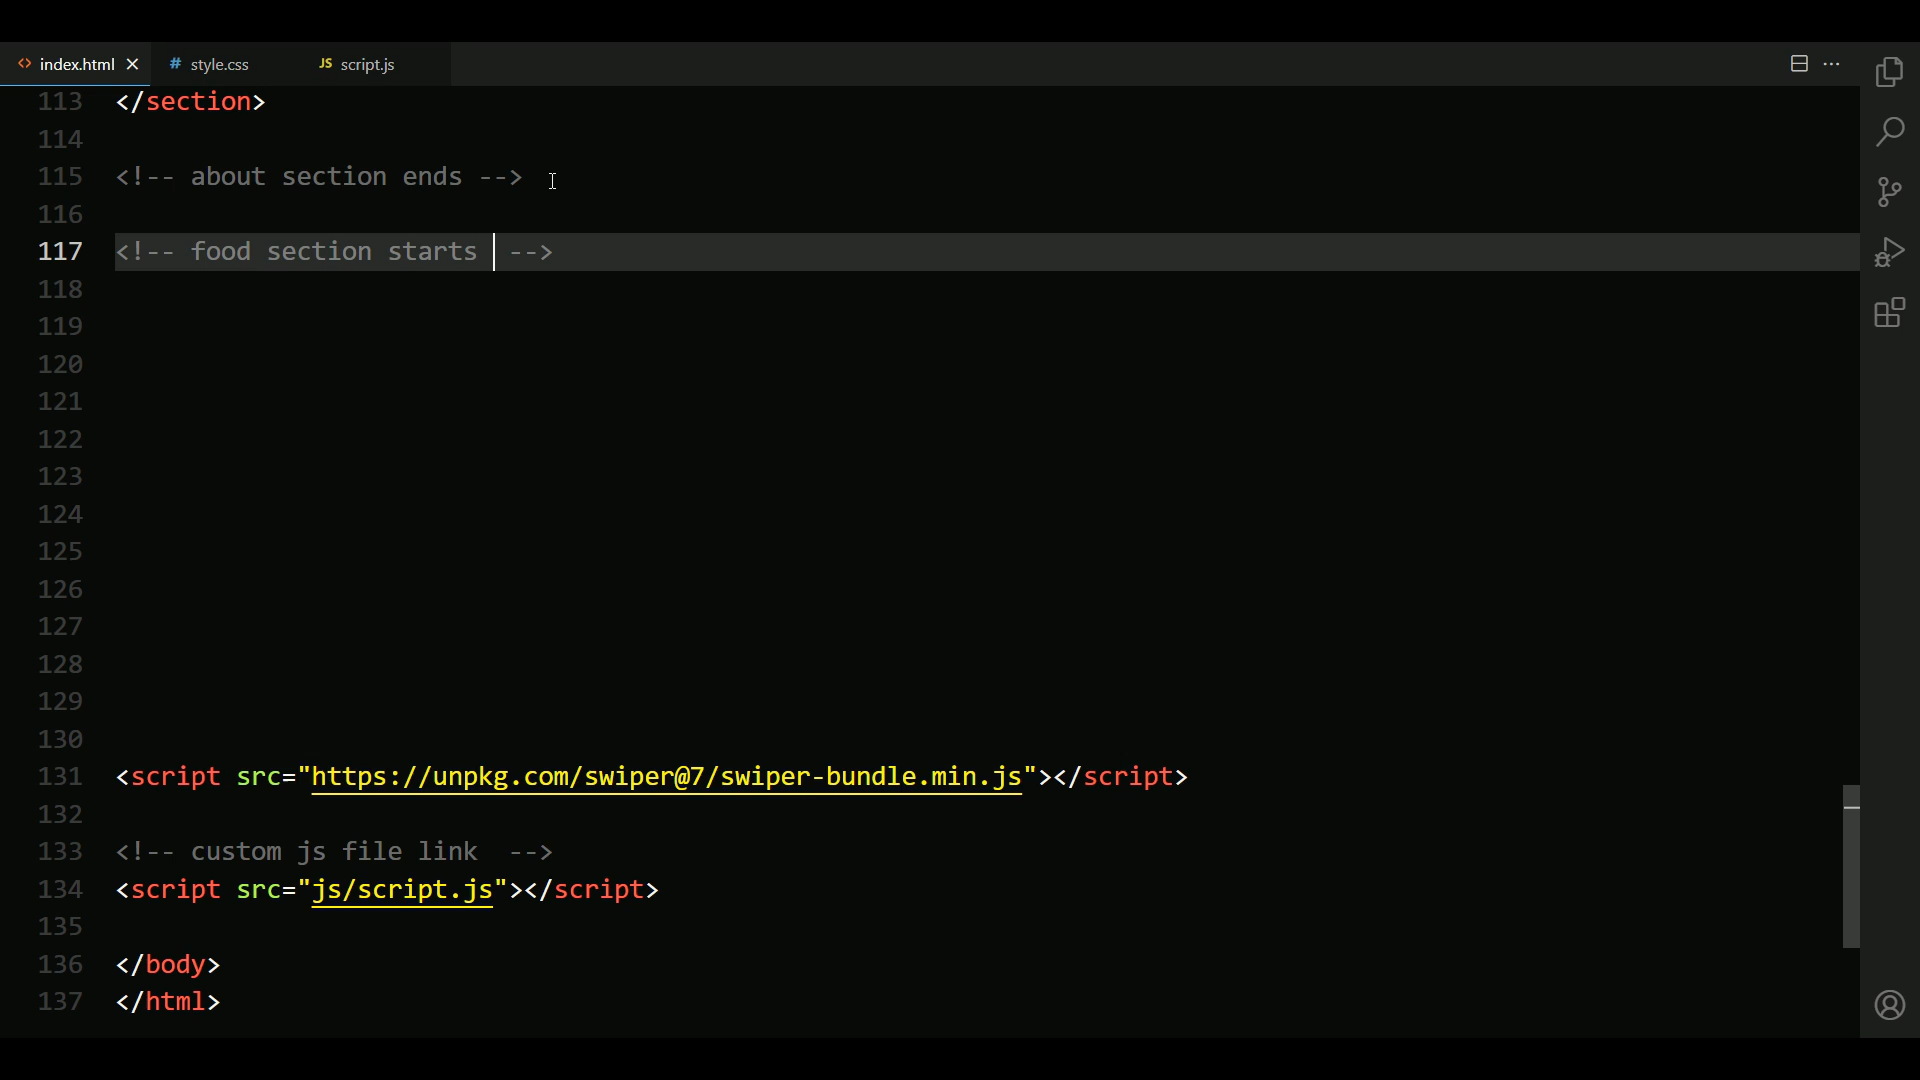 <> index.html × # style.css JS script.js
113 </section>
114
115 <!-- about section ends -->
116
117 <!-- food section starts  -->
118
119
120
121
122
123
124
125
126
127
128
129
130
131 <script src="https://unpkg.com/swiper@7/swiper-bundle.min.js"></script>
132
133 <!-- custom js file link  -->
134 <script src="js/script.js"></script>
135
136 </body>
137 </html>